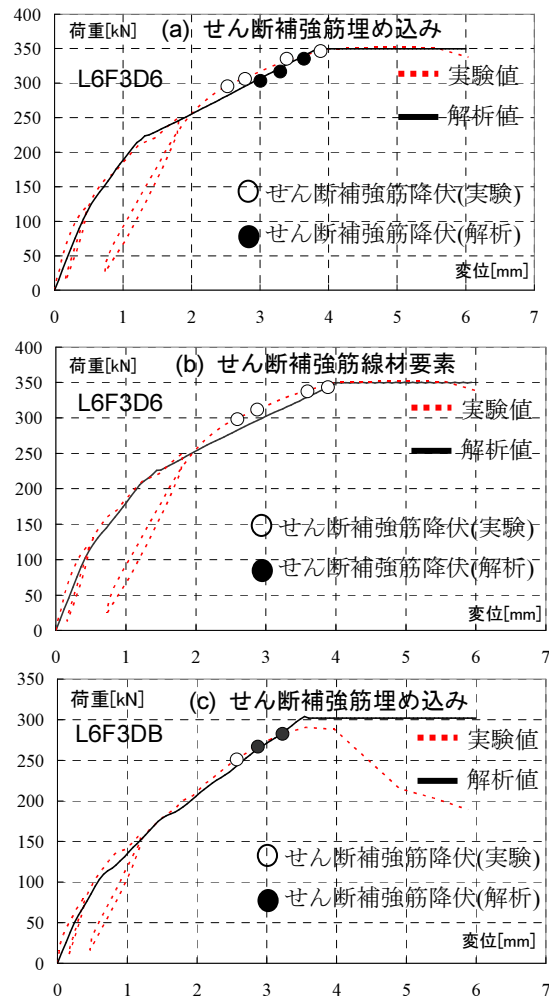 荷重[kN] (a) せん断補強筋埋め込み
400
350
300
250
200
150
100
50
0
L6F3D6
実験値
解析値
せん断補強筋降伏(実験)
せん断補強筋降伏(解析)
変位[mm]
0 1 2 3 4 5 6 7
荷重[kN] (b) せん断補強筋線材要素
400
350
300
250
200
150
100
50
0
L6F3D6
実験値
解析値
せん断補強筋降伏(実験)
せん断補強筋降伏(解析)
変位[mm]
0 1 2 3 4 5 6 7
荷重[kN] (c) せん断補強筋埋め込み
350
300
250
200
150
100
50
0
L6F3DB
実験値
解析値
せん断補強筋降伏(実験)
せん断補強筋降伏(解析)
変位[mm]
0 1 2 3 4 5 6 7